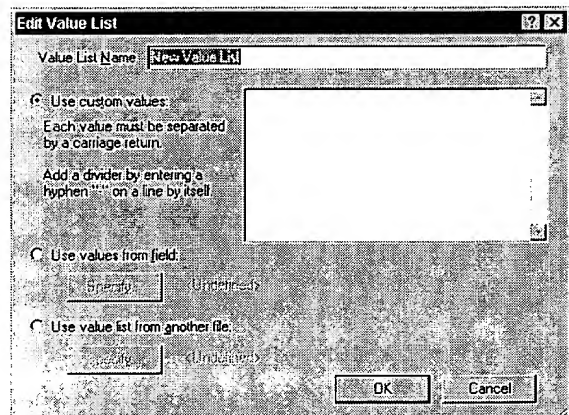 Edit Value List
Value List Name: New Value List
Use custom values:
Each value must be separated
by a carriage return.
Add a divider by entering a
hyphen "-" on a line by itself.
Use values from field:
Specify... <Undefined>
Use value list from another file:
Specify... <Undefined>
OK Cancel